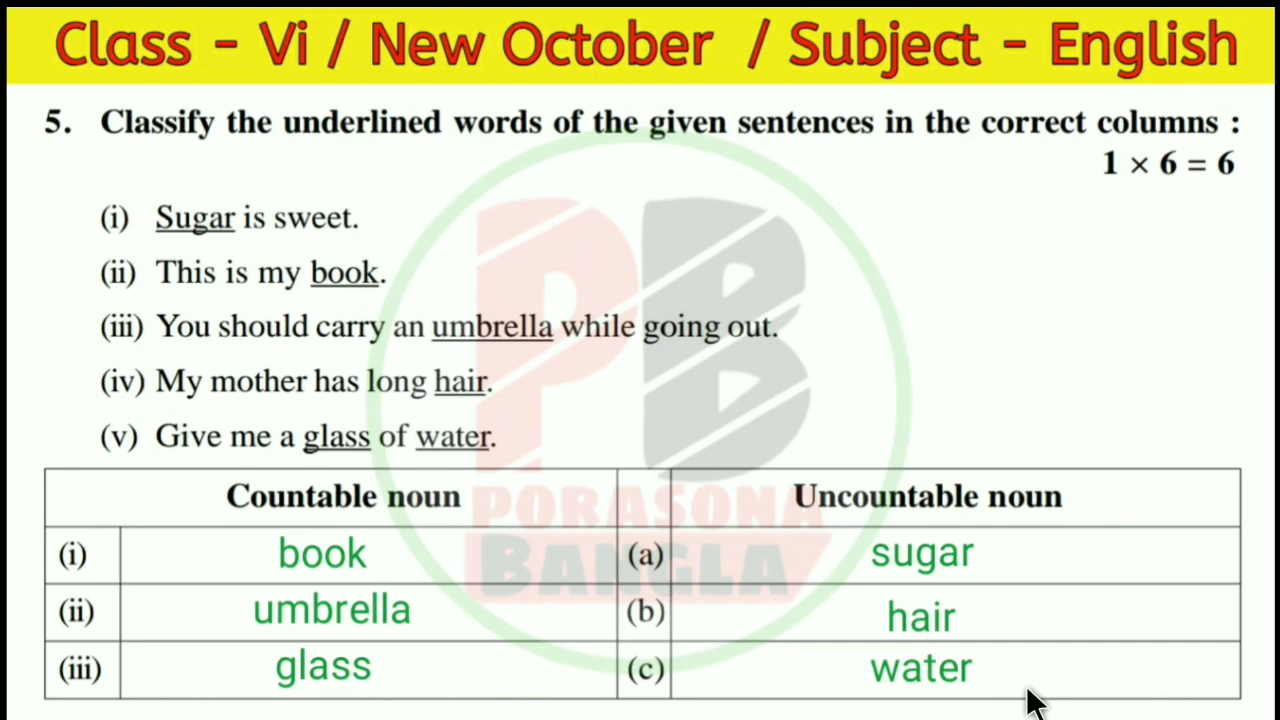 Class - Vi / New October / Subject - English
5. Classify the underlined words of the given sentences in the correct columns :
1 × 6 = 6
(i) Sugar is sweet.
(ii) This is my book.
(iii) You should carry an umbrella while going out.
(iv) My mother has long hair.
(v) Give me a glass of water.
PB
PORASONA
BANGLA
Countable noun Uncountable noun
(i) book (a) sugar
(ii) umbrella (b) hair
(iii) glass (c) water